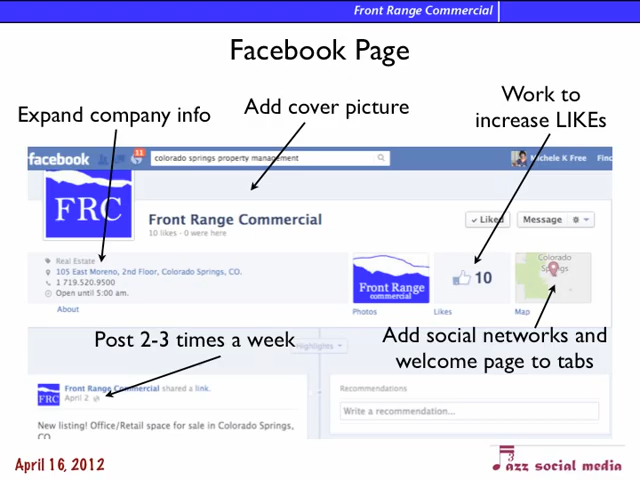 Front Range Commercial
Facebook Page
Work to
increase LIKEs
Add cover picture
Expand company info
facebook
11
colorado springs property management
Michele K Free
Finc
FRC
Front Range Commercial
10 likes · 0 were here
Liked
Message
Real Estate
105 East Moreno, 2nd Floor, Colorado Springs, CO.
1 719.520.9500
Open until 5:00 am.
About
Front Range
commercial
10
Colorado
Springs
Photos
Likes
Map
Post 2-3 times a week
Highlights
Add social networks and
welcome page to tabs
FRC
Front Range Commercial shared a link.
April 2
New listing! Office/Retail space for sale in Colorado Springs,
CO
Recommendations
Write a recommendation...
April 16, 2012
3
Jazz social media